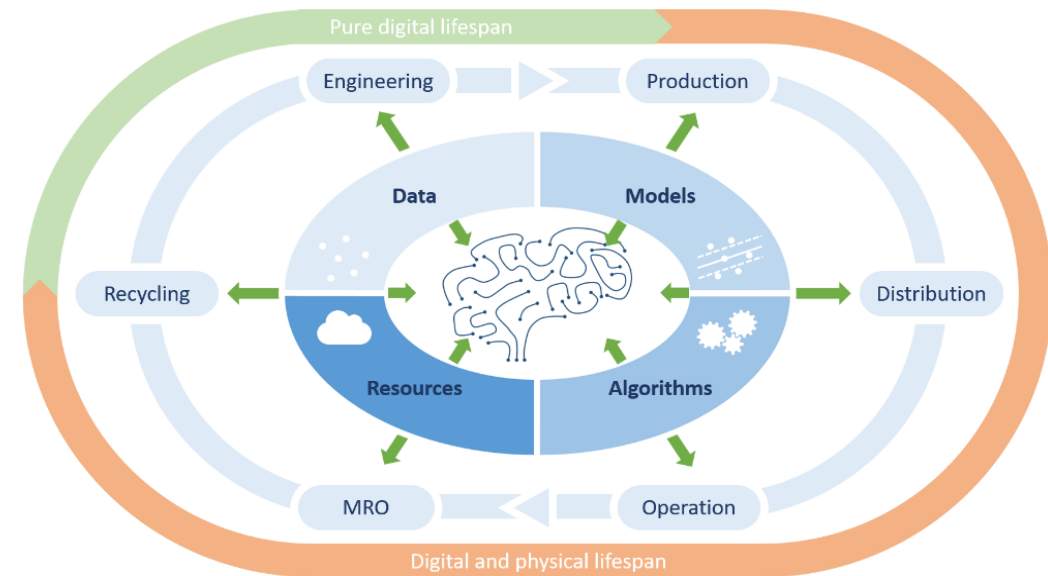 Pure digital lifespan
Engineering
Production
Data
Models
Recycling
Distribution
Resources
Algorithms
MRO
Operation
Digital and physical lifespan